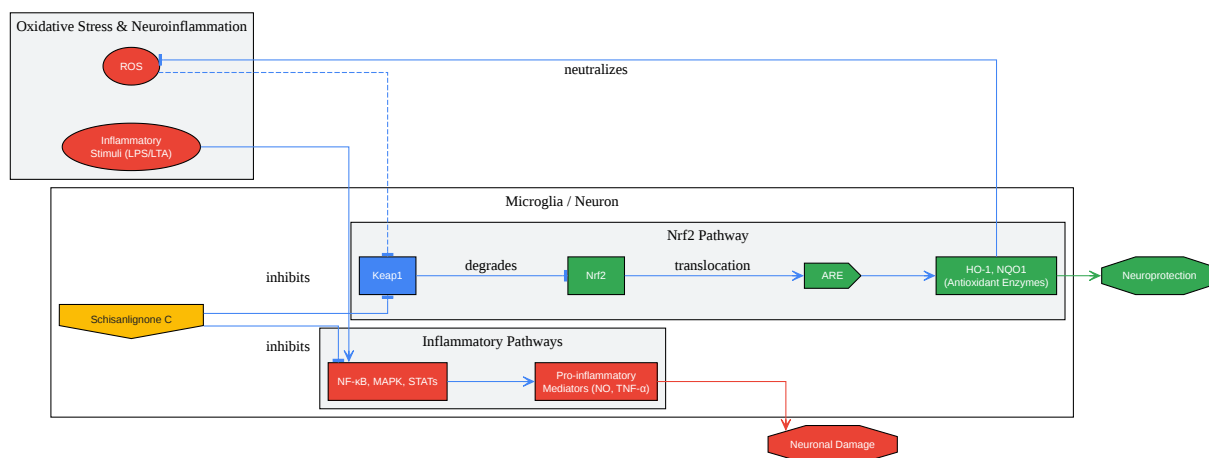 Oxidative Stress & Neuroinflammation
ROS
neutralizes
Inflammatory
Stimuli (LPS/LTA)
Microglia / Neuron
Nrf2 Pathway
inhibits
Keap1
degrades
Nrf2
translocation
ARE
HO-1, NQO1
(Antioxidant Enzymes)
Neuroprotection
Schisanlignone C
inhibits
Inflammatory Pathways
NF-κB, MAPK, STATs
Pro-inflammatory
Mediators (NO, TNF-α)
Neuronal Damage